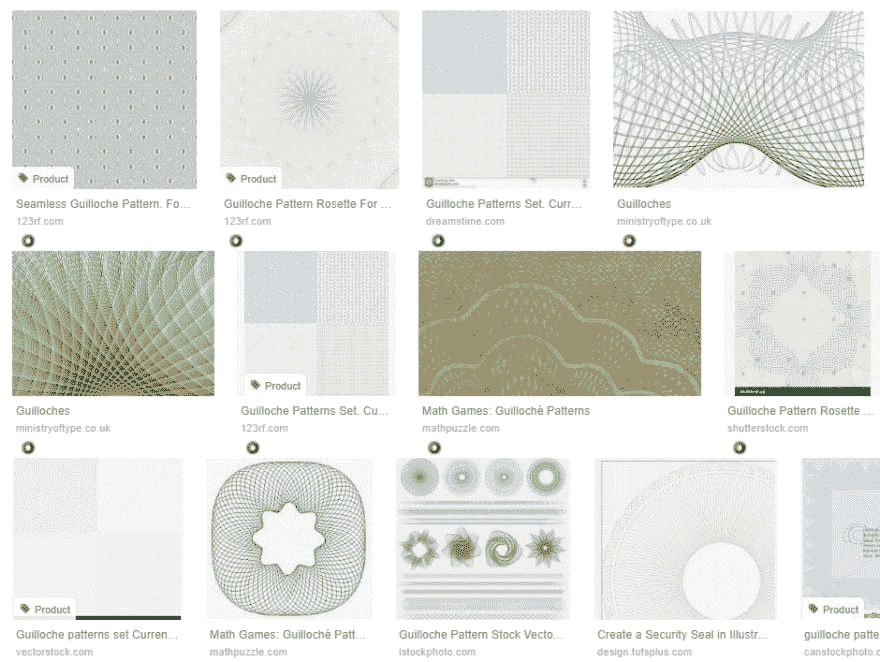 Product
Product
Seamless Guilloche Pattern. Fo...
Guilloche Pattern Rosette For ...
Guilloche Patterns Set. Curr...
Guilloches
123rf.com
123rf.com
dreamstime.com
ministryoftype.co.uk
Product
Guilloches
Guilloche Patterns Set. Cu...
Math Games: Guilloché Patterns
Guilloche Pattern Rosette ...
ministryoftype.co.uk
123rf.com
mathpuzzle.com
shutterstock.com
Product
Product
Guilloche patterns set Curren...
Math Games: Guilloché Patt...
Guilloche Pattern Stock Vecto...
Create a Security Seal in Illustr...
guilloche patte
vectorstock.com
mathpuzzle.com
istockphoto.com
design.tutsplus.com
canstockphoto.c